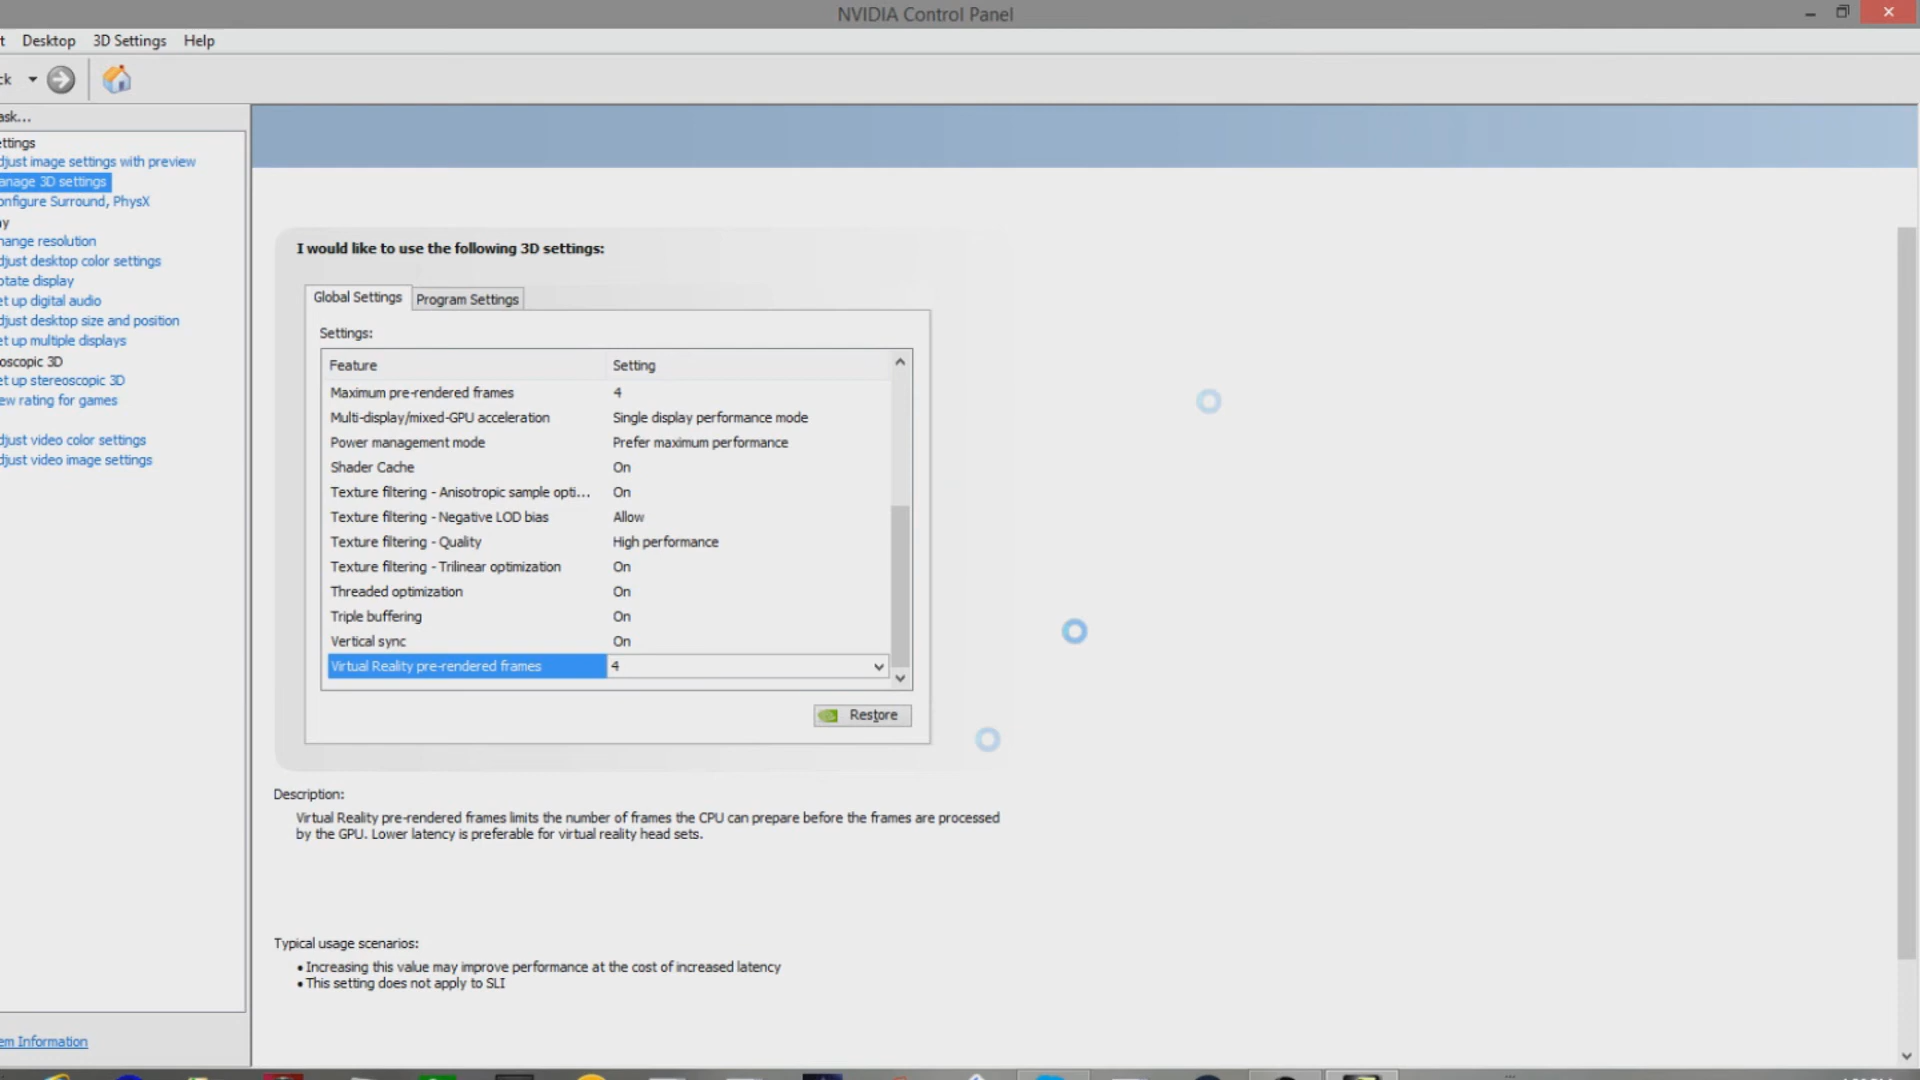 NVIDIA Control Panel
t Desktop 3D Settings Help
ck
ask...
ettings
djust image settings with preview
anage 3D settings
onfigure Surround, PhysX
ay
hange resolution
djust desktop color settings
otate display
et up digital audio
djust desktop size and position
et up multiple displays
oscopic 3D
et up stereoscopic 3D
ew rating for games
djust video color settings
djust video image settings
em Information
I would like to use the following 3D settings:
Global Settings Program Settings
Settings:
Feature Setting
Maximum pre-rendered frames 4
Multi-display/mixed-GPU acceleration Single display performance mode
Power management mode Prefer maximum performance
Shader Cache On
Texture filtering - Anisotropic sample opti... On
Texture filtering - Negative LOD bias Allow
Texture filtering - Quality High performance
Texture filtering - Trilinear optimization On
Threaded optimization On
Triple buffering On
Vertical sync On
Virtual Reality pre-rendered frames 4
Restore
Description:
Virtual Reality pre-rendered frames limits the number of frames the CPU can prepare before the frames are processed
by the GPU. Lower latency is preferable for virtual reality head sets.
Typical usage scenarios:
• Increasing this value may improve performance at the cost of increased latency
• This setting does not apply to SLI